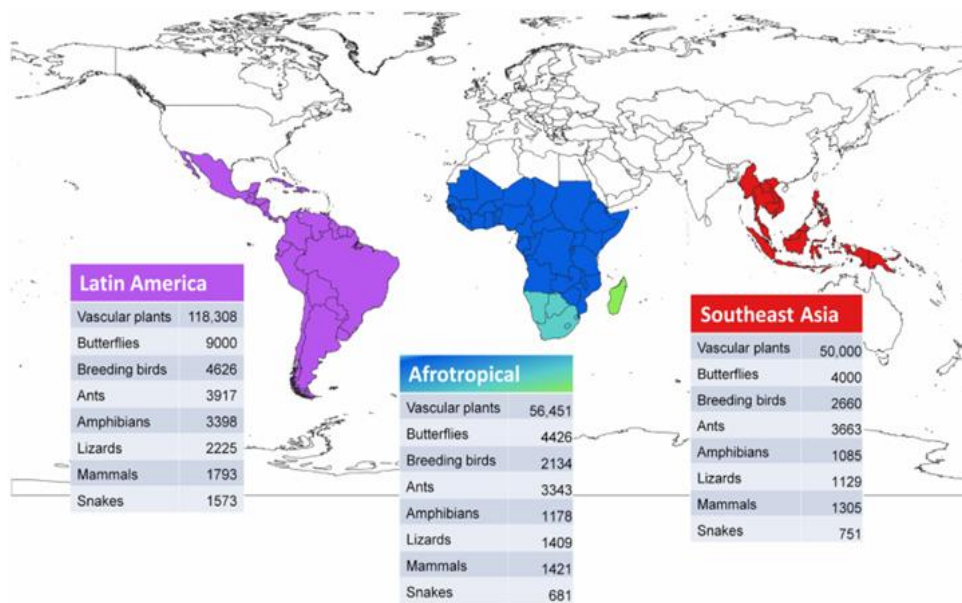 Latin America
Vascular plants 118,308
Butterflies 9000
Breeding birds 4626
Ants 3917
Amphibians 3398
Lizards 2225
Mammals 1793
Snakes 1573
Afrotropical
Vascular plants 56,451
Butterflies 4426
Breeding birds 2134
Ants 3343
Amphibians 1178
Lizards 1409
Mammals 1421
Snakes 681
Southeast Asia
Vascular plants 50,000
Butterflies 4000
Breeding birds 2660
Ants 3663
Amphibians 1085
Lizards 1129
Mammals 1305
Snakes 751